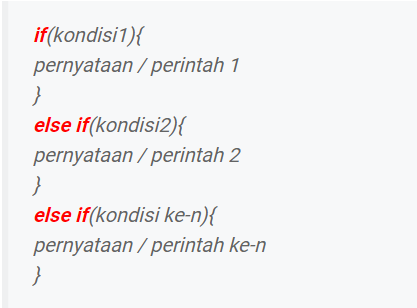 if(kondisi1){
pernyataan / perintah 1
}
else if(kondisi2){
pernyataan / perintah 2
}
else if(kondisi ke-n){
pernyataan / perintah ke-n
}